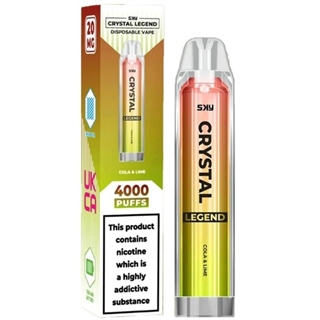 SKY
CRYSTAL LEGEND
DISPOSABLE VAPE
20
MG
COLA & LIME
4000
PUFFS
UK
CA
This product
contains
nicotine
which is
a highly
addictive
substance
SKY
CRYSTAL
LEGEND
COLA & LIME